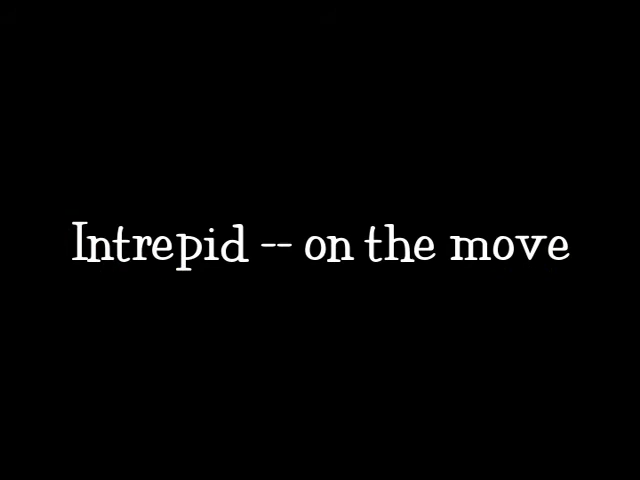 Intrepid -- on the move